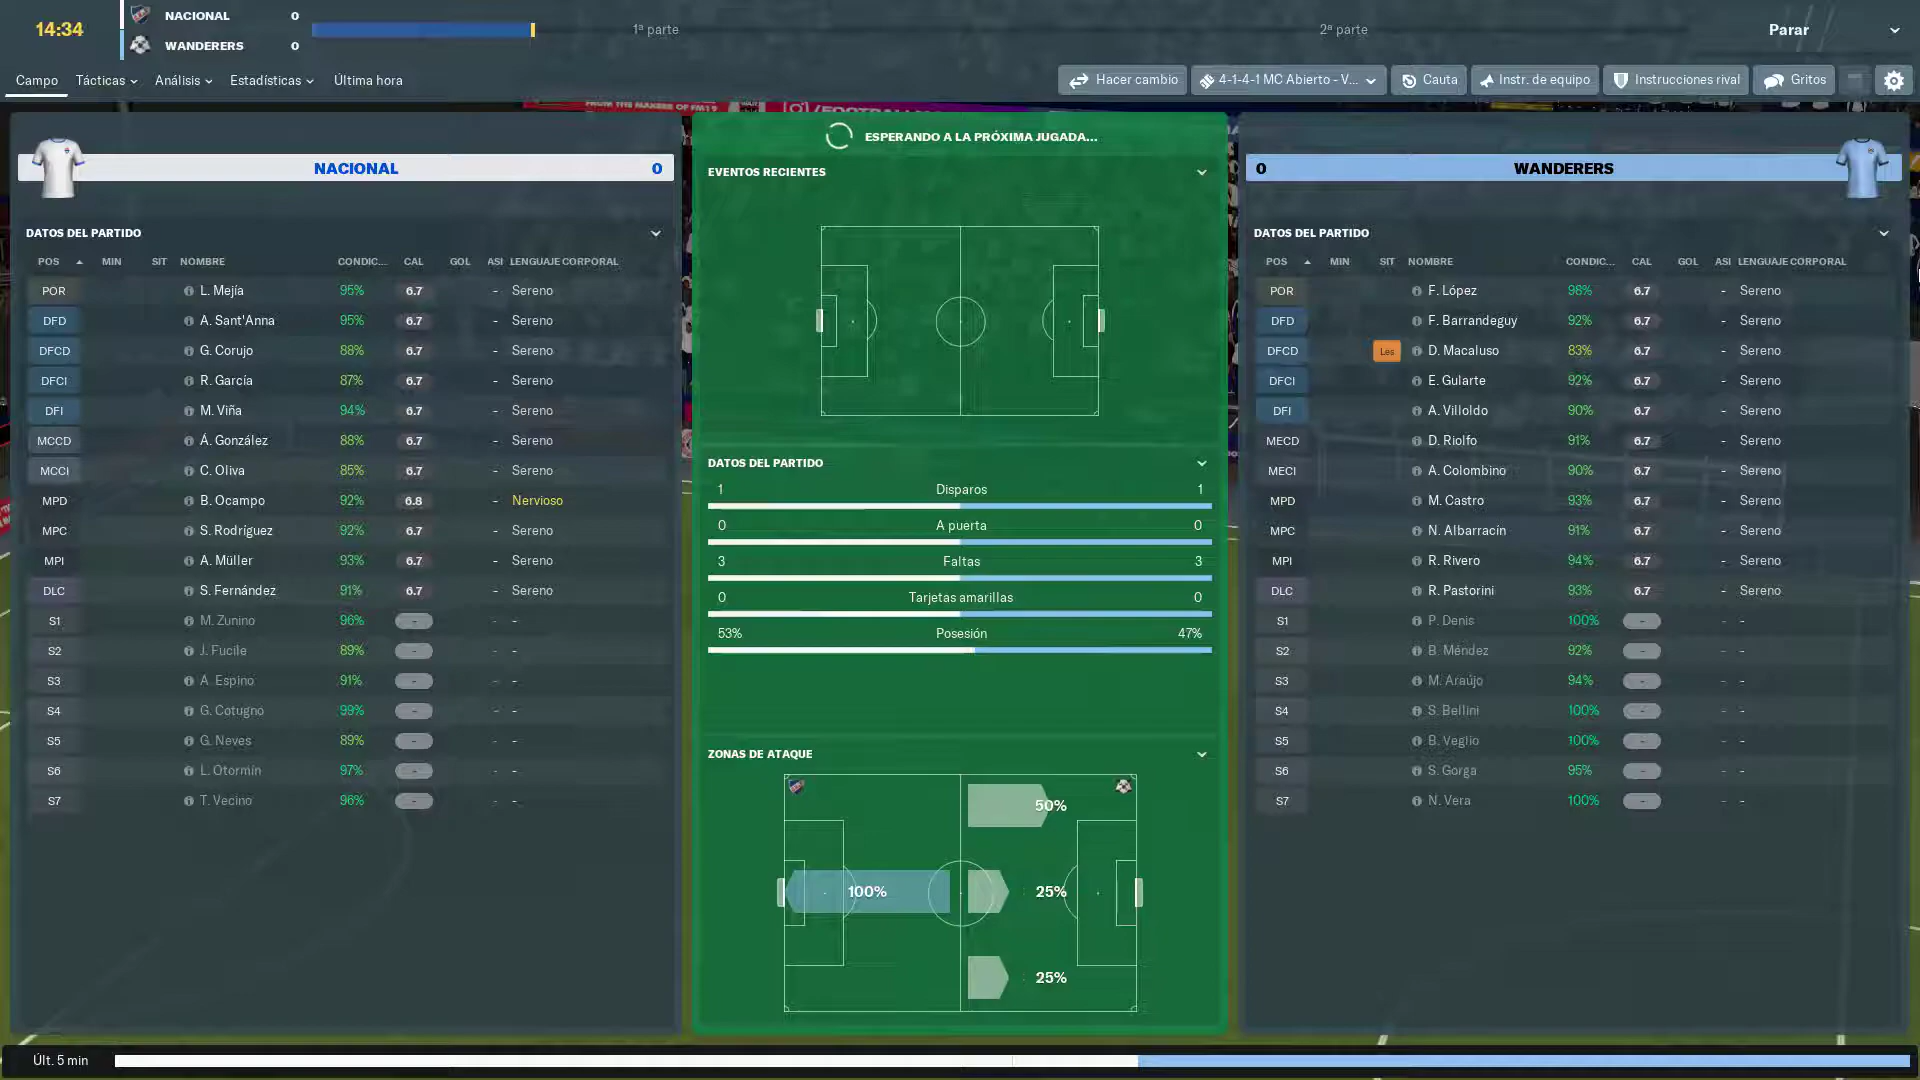 14:34
NACIONAL 0
WANDERERS 0
1ª parte
2ª parte
Parar
Campo Tácticas Análisis Estadísticas Última hora
Hacer cambio 4-1-4-1 MC Abierto - V... Cauta Instr. de equipo Instrucciones rival Gritos
NACIONAL 0
DATOS DEL PARTIDO
POS MIN SIT NOMBRE CONDIC... CAL GOL ASI LENGUAJE CORPORAL
POR L. Mejía 95% 6.7 - Sereno
DFD A. Sant'Anna 95% 6.7 - Sereno
DFCD G. Corujo 88% 6.7 - Sereno
DFCI R. García 87% 6.7 - Sereno
DFI M. Viña 94% 6.7 - Sereno
MCCD Á. González 88% 6.7 - Sereno
MCCI C. Oliva 85% 6.7 - Sereno
MPD B. Ocampo 92% 6.8 - Nervioso
MPC S. Rodríguez 92% 6.7 - Sereno
MPI A. Müller 93% 6.7 - Sereno
DLC S. Fernández 91% 6.7 - Sereno
S1 M. Zunino 96% - - -
S2 J. Fucile 89% - - -
S3 A. Espino 91% - - -
S4 G. Cotugno 99% - - -
S5 G. Neves 89% - - -
S6 L. Otormín 97% - - -
S7 T. Vecino 96% - - -
ESPERANDO A LA PRÓXIMA JUGADA...
EVENTOS RECIENTES
DATOS DEL PARTIDO
1 Disparos 1
0 A puerta 0
3 Faltas 3
0 Tarjetas amarillas 0
53% Posesión 47%
ZONAS DE ATAQUE
50%
100% 25%
25%
0 WANDERERS
DATOS DEL PARTIDO
POS MIN SIT NOMBRE CONDIC... CAL GOL ASI LENGUAJE CORPORAL
POR F. López 98% 6.7 - Sereno
DFD F. Barrandeguy 92% 6.7 - Sereno
DFCD Les D. Macaluso 83% 6.7 - Sereno
DFCI E. Gularte 92% 6.7 - Sereno
DFI A. Villoldo 90% 6.7 - Sereno
MECD D. Riolfo 91% 6.7 - Sereno
MECI A. Colombino 90% 6.7 - Sereno
MPD M. Castro 93% 6.7 - Sereno
MPC N. Albarracín 91% 6.7 - Sereno
MPI R. Rivero 94% 6.7 - Sereno
DLC R. Pastorini 93% 6.7 - Sereno
S1 P. Denis 100% - - -
S2 B. Méndez 92% - - -
S3 M. Araújo 94% - - -
S4 S. Bellini 100% - - -
S5 B. Veglio 100% - - -
S6 S. Gorga 95% - - -
S7 N. Vera 100% - - -
Últ. 5 min